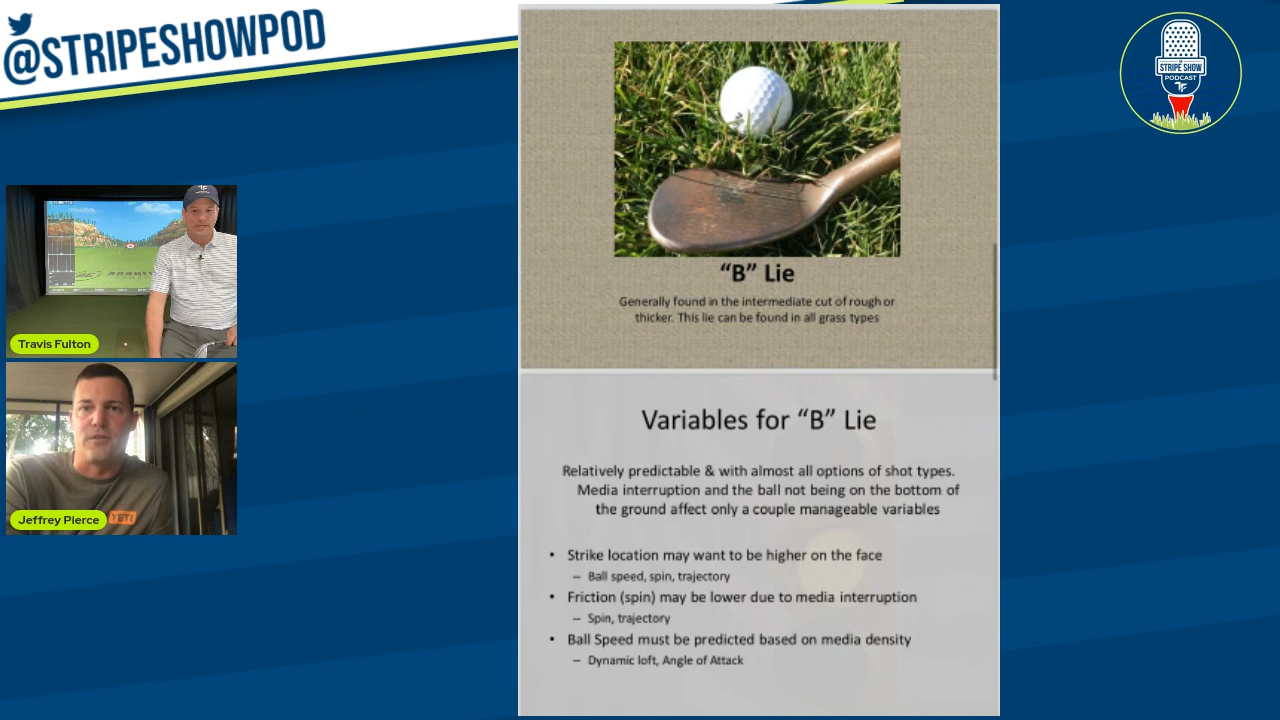 @STRIPESHOWPOD
STRIPE SHOW
PODCAST
TF
Travis Fulton
Jeffrey Pierce
YETI
“B” Lie
Generally found in the intermediate cut of rough or
thicker. This lie can be found in all grass types
Variables for “B” Lie
Relatively predictable & with almost all options of shot types.
Media interruption and the ball not being on the bottom of
the ground affect only a couple manageable variables
• Strike location may want to be higher on the face
– Ball speed, spin, trajectory
• Friction (spin) may be lower due to media interruption
– Spin, trajectory
• Ball Speed must be predicted based on media density
– Dynamic loft, Angle of Attack